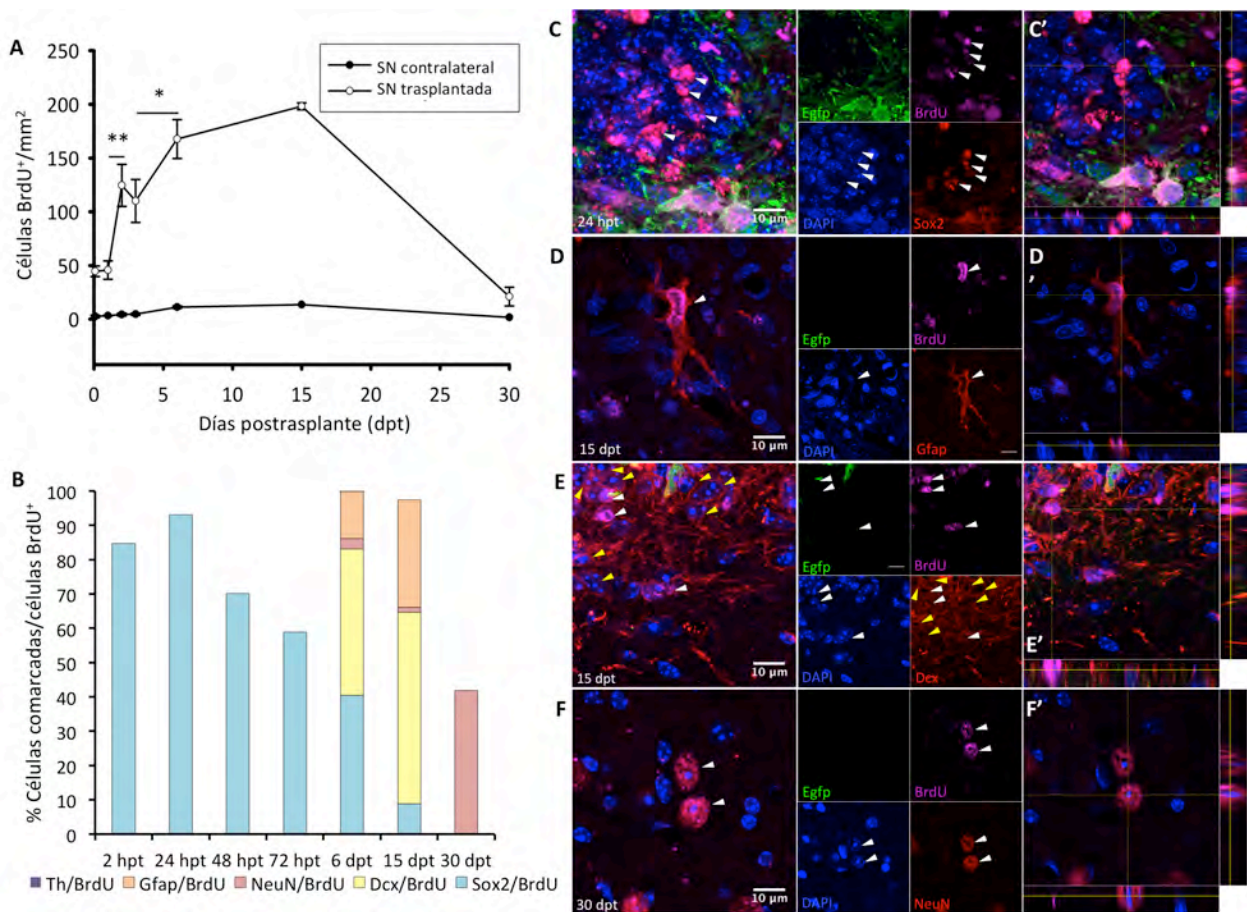 A
250
200
150
100
50
0
Células BrdU⁺/mm²
SN contralateral
SN trasplantada
**
*
0 5 10 15 20 25 30
Días postrasplante (dpt)
B
100
90
80
70
60
50
40
30
20
10
0
% Células comarcadas/células BrdU⁺
2 hpt 24 hpt 48 hpt 72 hpt 6 dpt 15 dpt 30 dpt
Th/BrdU Gfap/BrdU NeuN/BrdU Dcx/BrdU Sox2/BrdU
C
24 hpt
10 µm
Egfp
BrdU
DAPI
Sox2
C'
D
15 dpt
10 µm
Egfp
BrdU
DAPI
Gfap
D
'
E
15 dpt
10 µm
Egfp
BrdU
DAPI
Dcx
E'
F
30 dpt
10 µm
Egfp
BrdU
DAPI
NeuN
F'